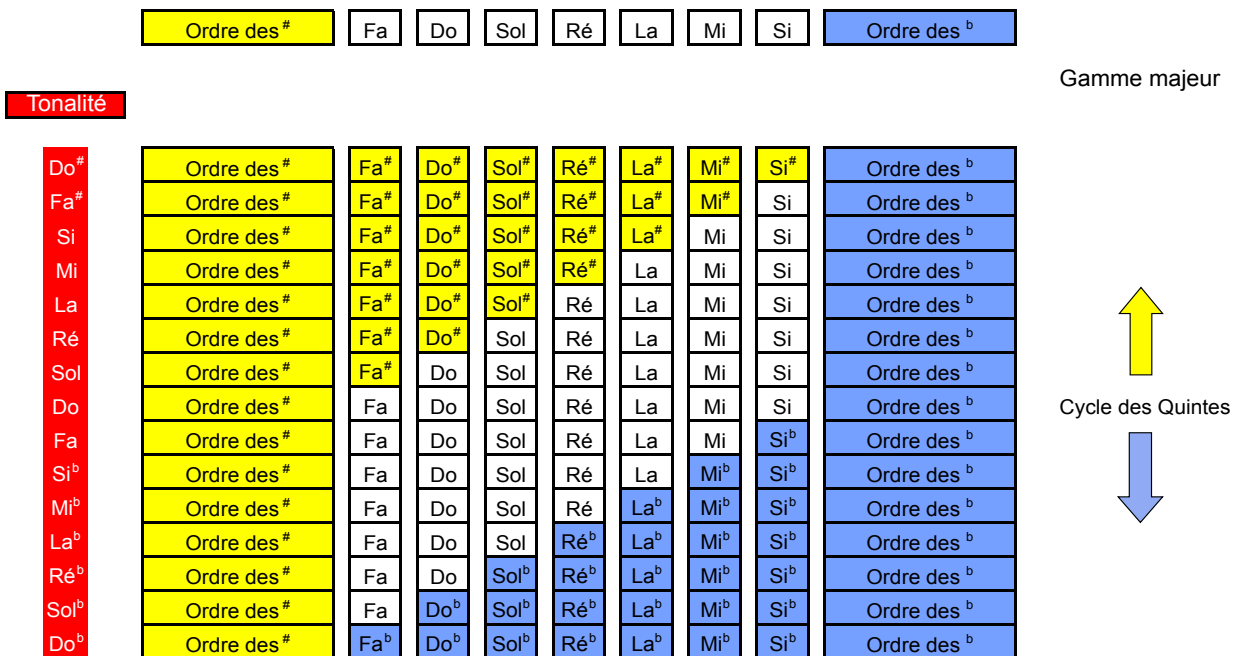 Ordre des # Fa Do Sol Ré La Mi Si Ordre des b
Gamme majeur
Tonalité
Do# Ordre des # Fa# Do# Sol# Ré# La# Mi# Si# Ordre des b
Fa# Ordre des # Fa# Do# Sol# Ré# La# Mi# Si Ordre des b
Si Ordre des # Fa# Do# Sol# Ré# La# Mi Si Ordre des b
Mi Ordre des # Fa# Do# Sol# Ré# La Mi Si Ordre des b
La Ordre des # Fa# Do# Sol# Ré La Mi Si Ordre des b
Ré Ordre des # Fa# Do# Sol Ré La Mi Si Ordre des b
Sol Ordre des # Fa# Do Sol Ré La Mi Si Ordre des b
Do Ordre des # Fa Do Sol Ré La Mi Si Ordre des b Cycle des Quintes
Fa Ordre des # Fa Do Sol Ré La Mi Sib Ordre des b
Sib Ordre des # Fa Do Sol Ré La Mib Sib Ordre des b
Mib Ordre des # Fa Do Sol Ré Lab Mib Sib Ordre des b
Lab Ordre des # Fa Do Sol Réb Lab Mib Sib Ordre des b
Réb Ordre des # Fa Do Solb Réb Lab Mib Sib Ordre des b
Solb Ordre des # Fa Dob Solb Réb Lab Mib Sib Ordre des b
Dob Ordre des # Fab Dob Solb Réb Lab Mib Sib Ordre des b